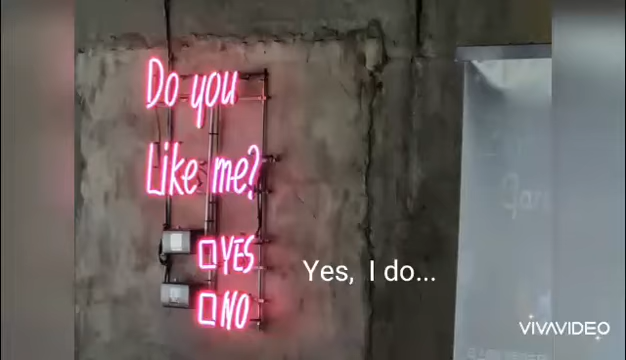 Do you
Like me?
YES
NO
Yes, I do...
VIVAVIDEO